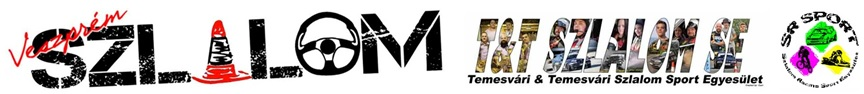 Veszprém
SZLALOM
T&T SZLALOM SE
Temesvári & Temesvári Szlalom Sport Egyesület
SR SPORT